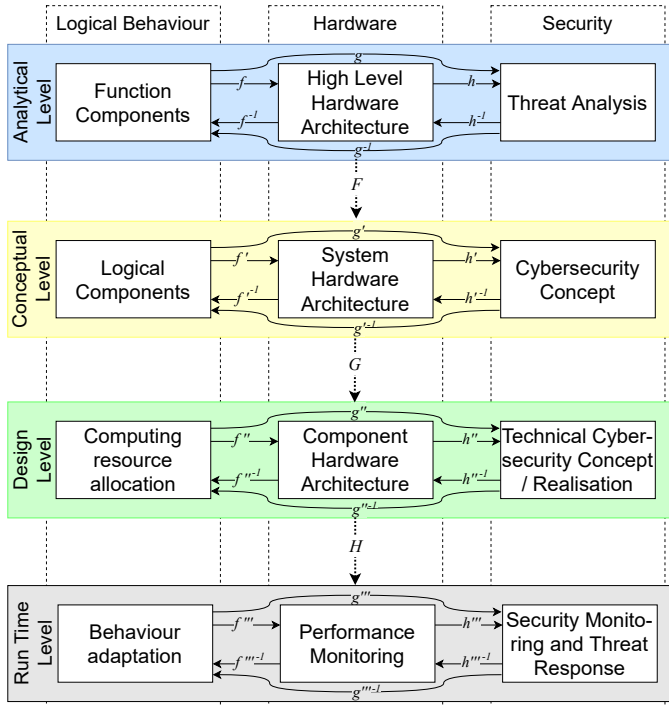 Logical Behaviour
Hardware
Security
Analytical
Level
Function
Components
High Level
Hardware
Architecture
Threat Analysis
g
f
h
f⁻¹
h⁻¹
g⁻¹
F
Conceptual
Level
Logical
Components
System
Hardware
Architecture
Cybersecurity
Concept
g'
f '
h'
f '⁻¹
h'⁻¹
g'⁻¹
G
Design
Level
Computing
resource
allocation
Component
Hardware
Architecture
Technical Cyber-
security Concept
/ Realisation
g''
f ''
h''
f ''⁻¹
h''⁻¹
g''⁻¹
H
Run Time
Level
Behaviour
adaptation
Performance
Monitoring
Security Monito-
ring and Threat
Response
g'''
f '''
h'''
f '''⁻¹
h'''⁻¹
g'''⁻¹